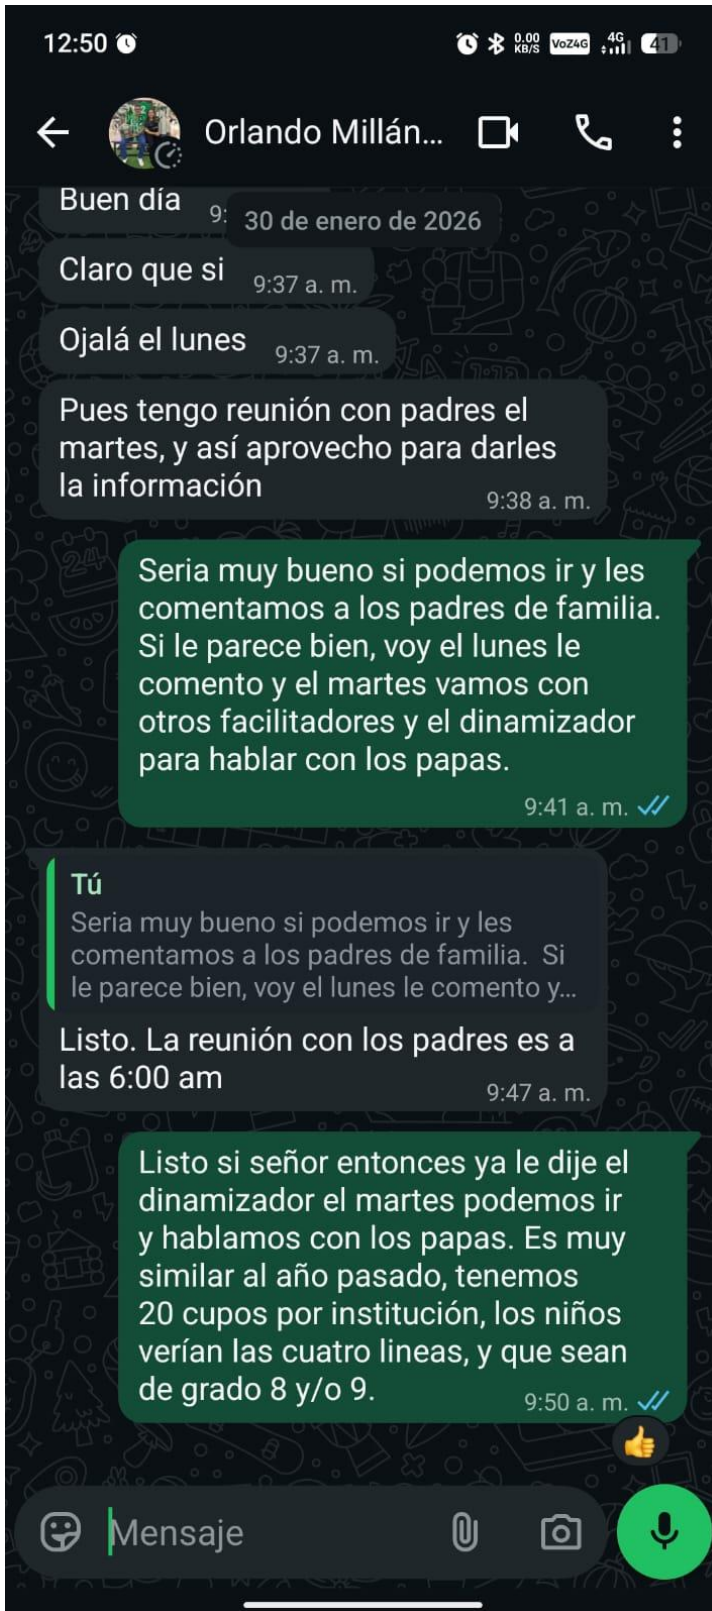 12:50
0.00
KB/S
VoZ4G
4G
41
Orlando Millán...
Buen día
9:
30 de enero de 2026
Claro que si
9:37 a. m.
Ojalá el lunes
9:37 a. m.
Pues tengo reunión con padres el
martes, y así aprovecho para darles
la información
9:38 a. m.
Seria muy bueno si podemos ir y les
comentamos a los padres de familia.
Si le parece bien, voy el lunes le
comento y el martes vamos con
otros facilitadores y el dinamizador
para hablar con los papas.
9:41 a. m.
Tú
Seria muy bueno si podemos ir y les
comentamos a los padres de familia. Si
le parece bien, voy el lunes le comento y...
Listo. La reunión con los padres es a
las 6:00 am
9:47 a. m.
Listo si señor entonces ya le dije el
dinamizador el martes podemos ir
y hablamos con los papas. Es muy
similar al año pasado, tenemos
20 cupos por institución, los niños
verían las cuatro lineas, y que sean
de grado 8 y/o 9.
9:50 a. m.
Mensaje